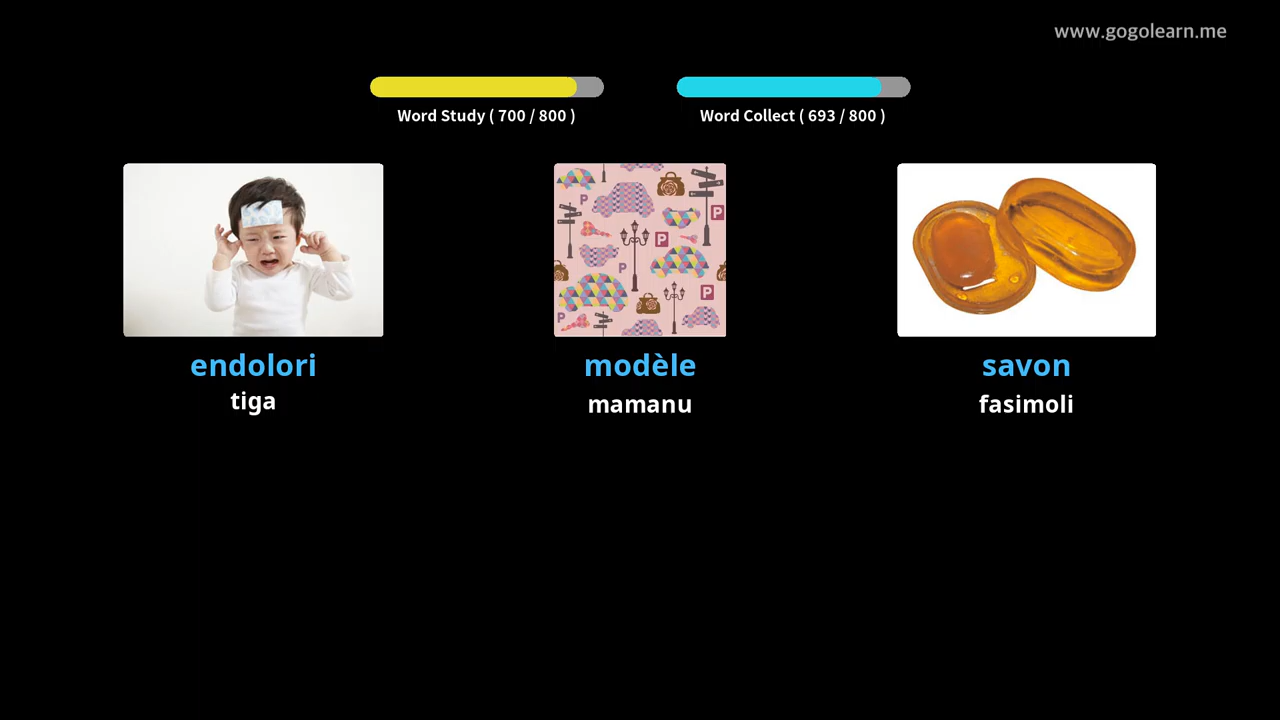 www.gogolearn.me
Word Study ( 700 / 800 )
Word Collect ( 693 / 800 )
P
P
P
P
P
P
endolori
modèle
savon
tiga
mamanu
fasimoli